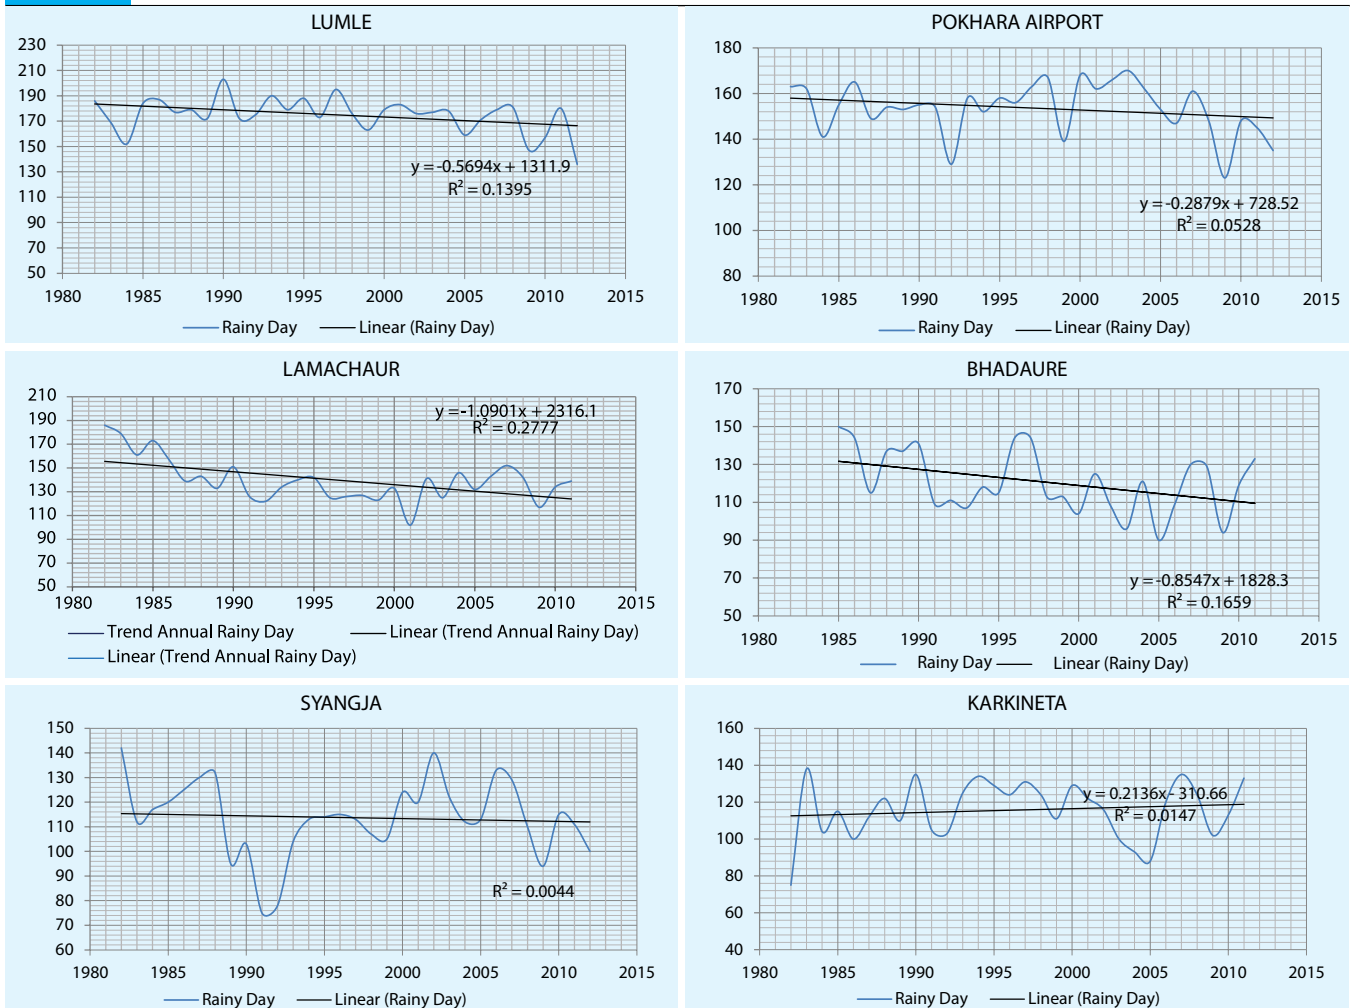 LUMLE
230
210
190
170
150
130
110
90
70
50
y = -0.5694x + 1311.9
R² = 0.1395
1980 1985 1990 1995 2000 2005 2010 2015
Rainy Day Linear (Rainy Day)
POKHARA AIRPORT
180
160
140
120
100
80
y = -0.2879x + 728.52
R² = 0.0528
1980 1985 1990 1995 2000 2005 2010 2015
Rainy Day Linear (Rainy Day)
LAMACHAUR
210
190
170
150
130
110
90
70
50
y = -1.0901x + 2316.1
R² = 0.2777
1980 1985 1990 1995 2000 2005 2010 2015
Trend Annual Rainy Day Linear (Trend Annual Rainy Day)
Linear (Trend Annual Rainy Day)
BHADAURE
170
150
130
110
90
70
50
y = -0.8547x + 1828.3
R² = 0.1659
1980 1985 1990 1995 2000 2005 2010 2015
Rainy Day Linear (Rainy Day)
SYANGJA
150
140
130
120
110
100
90
80
70
60
R² = 0.0044
1980 1985 1990 1995 2000 2005 2010 2015
Rainy Day Linear (Rainy Day)
KARKINETA
160
140
120
100
80
60
40
y = 0.2136x - 310.66
R² = 0.0147
1980 1985 1990 1995 2000 2005 2010 2015
Rainy Day Linear (Rainy Day)